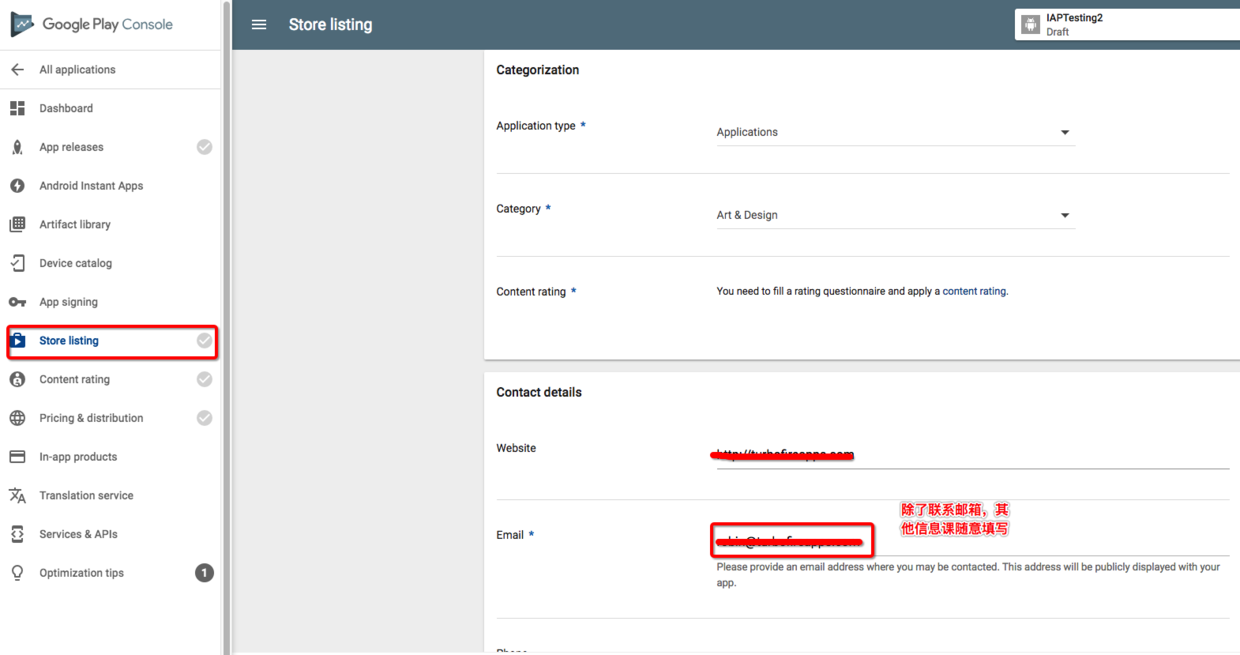 Google Play Console
Store listing
IAPTesting2
Draft
All applications
Dashboard
App releases
Android Instant Apps
Artifact library
Device catalog
App signing
Store listing
Content rating
Pricing & distribution
In-app products
Translation service
Services & APIs
Optimization tips
1
Categorization
Application type *
Applications
Category *
Art & Design
Content rating *
You need to fill a rating questionnaire and apply a content rating.
Contact details
Website
除了联系邮箱，其
他信息课随意填写
Email *
Please provide an email address where you may be contacted. This address will be publicly displayed with your
app.